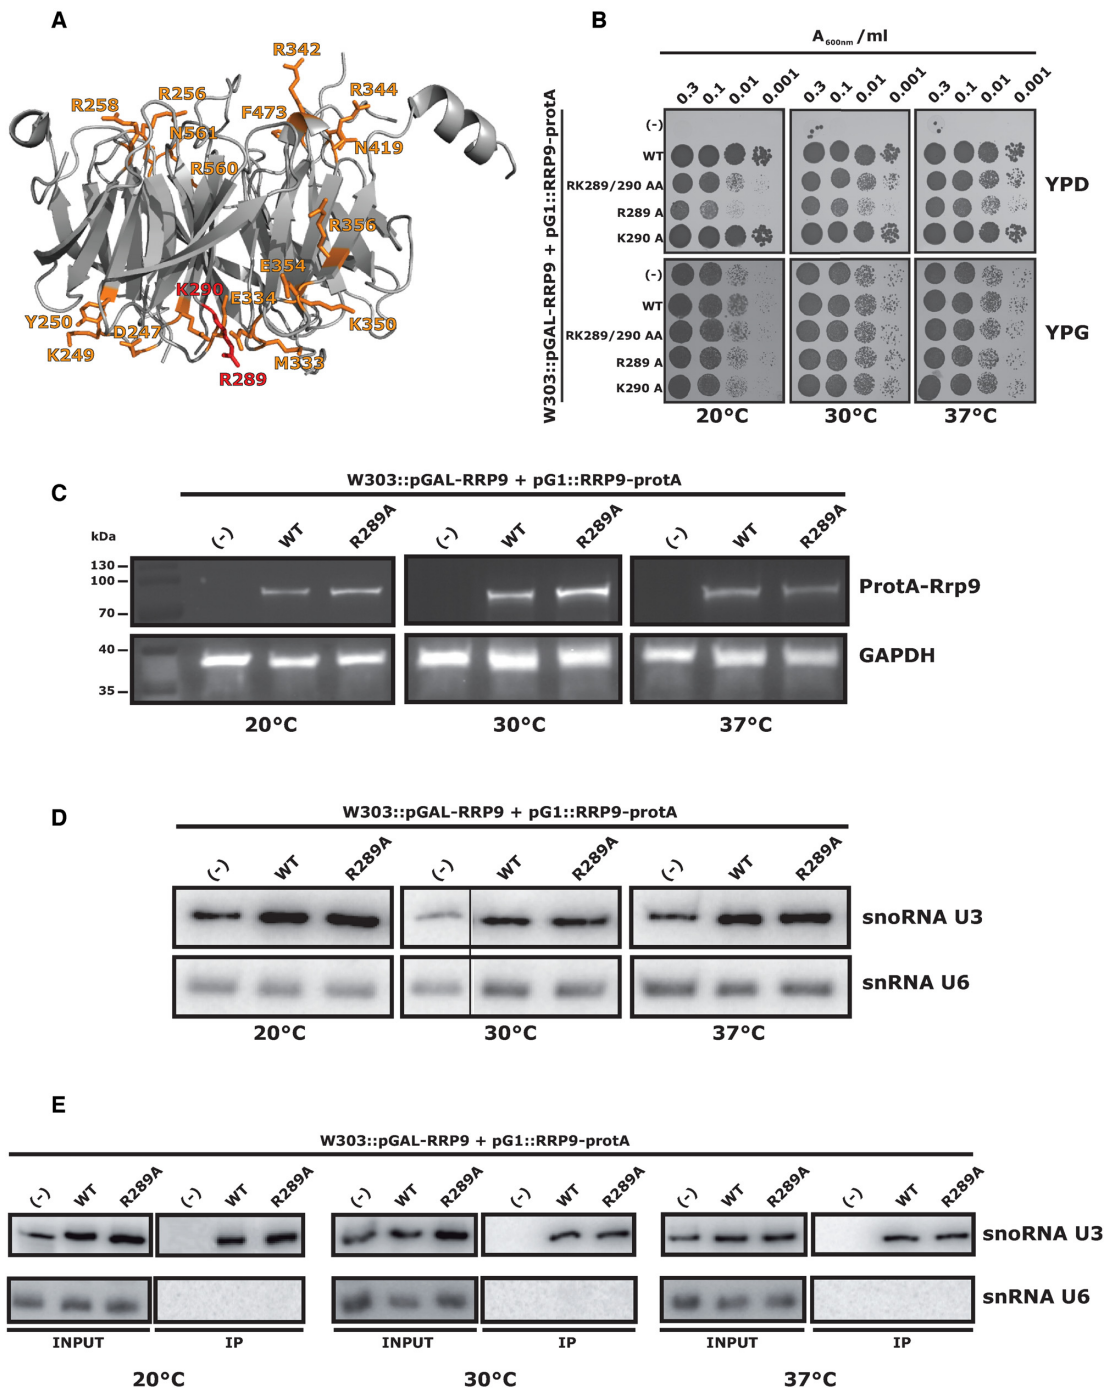 A
R342
R258
R256
R344
F473
N561
N419
R560
R356
E354
K290
E334
Y250
D247
K350
K249
M333
R289
B
A600nm/ml
0.3 0.1 0.01 0.001 0.3 0.1 0.01 0.001 0.3 0.1 0.01 0.001
W303::pGAL-RRP9 + pG1::RRP9-protA
(-)
WT
RK289/290 AA
R289 A
K290 A
YPD
(-)
WT
RK289/290 AA
R289 A
K290 A
YPG
20°C 30°C 37°C
C
W303::pGAL-RRP9 + pG1::RRP9-protA
kDa
(-) WT R289A (-) WT R289A (-) WT R289A
130
100
70
ProtA-Rrp9
40
35
GAPDH
20°C 30°C 37°C
D
W303::pGAL-RRP9 + pG1::RRP9-protA
(-) WT R289A (-) WT R289A (-) WT R289A
snoRNA U3
snRNA U6
20°C 30°C 37°C
E
W303::pGAL-RRP9 + pG1::RRP9-protA
(-) WT R289A (-) WT R289A (-) WT R289A (-) WT R289A (-) WT R289A (-) WT R289A
snoRNA U3
snRNA U6
INPUT IP INPUT IP INPUT IP
20°C 30°C 37°C